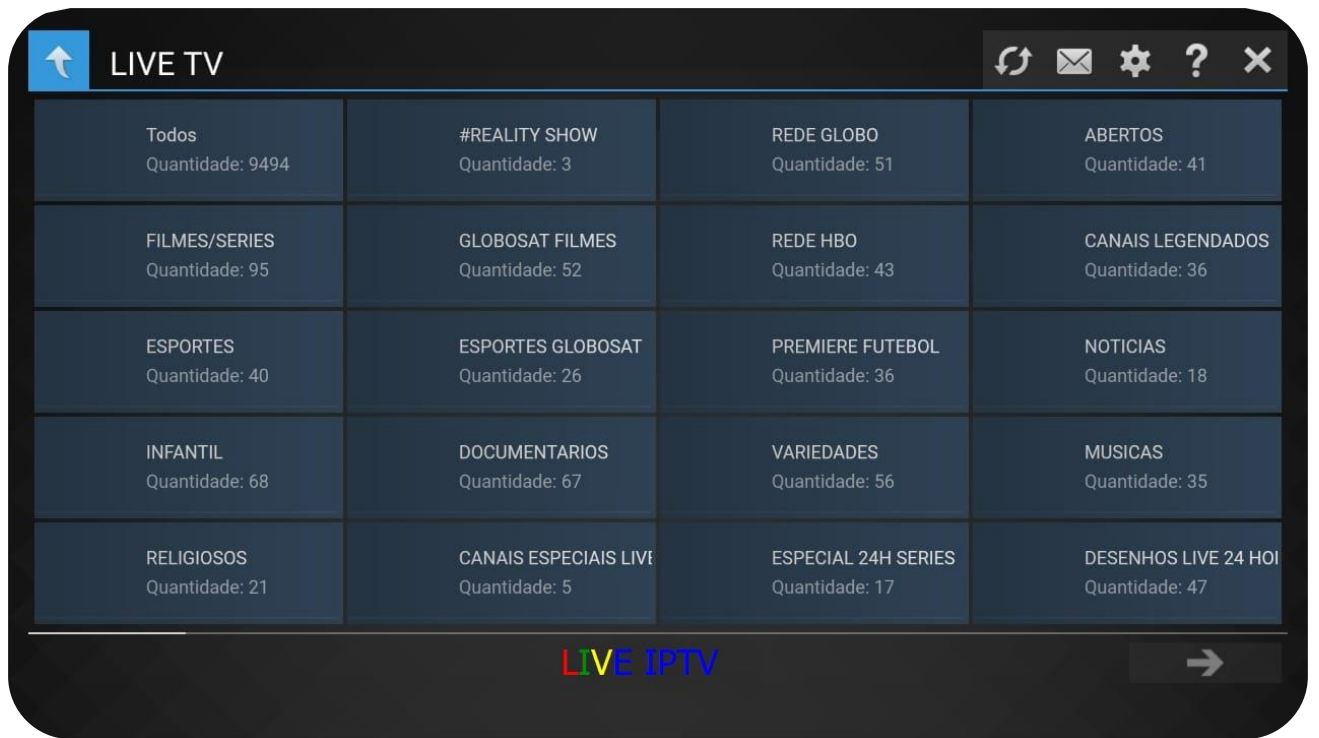 LIVE TV
Todos
Quantidade: 9494
#REALITY SHOW
Quantidade: 3
REDE GLOBO
Quantidade: 51
ABERTOS
Quantidade: 41
FILMES/SERIES
Quantidade: 95
GLOBOSAT FILMES
Quantidade: 52
REDE HBO
Quantidade: 43
CANAIS LEGENDADOS
Quantidade: 36
ESPORTES
Quantidade: 40
ESPORTES GLOBOSAT
Quantidade: 26
PREMIERE FUTEBOL
Quantidade: 36
NOTICIAS
Quantidade: 18
INFANTIL
Quantidade: 68
DOCUMENTARIOS
Quantidade: 67
VARIEDADES
Quantidade: 56
MUSICAS
Quantidade: 35
RELIGIOSOS
Quantidade: 21
CANAIS ESPECIAIS LIVE
Quantidade: 5
ESPECIAL 24H SERIES
Quantidade: 17
DESENHOS LIVE 24 HO
Quantidade: 47
LIVE IPTV